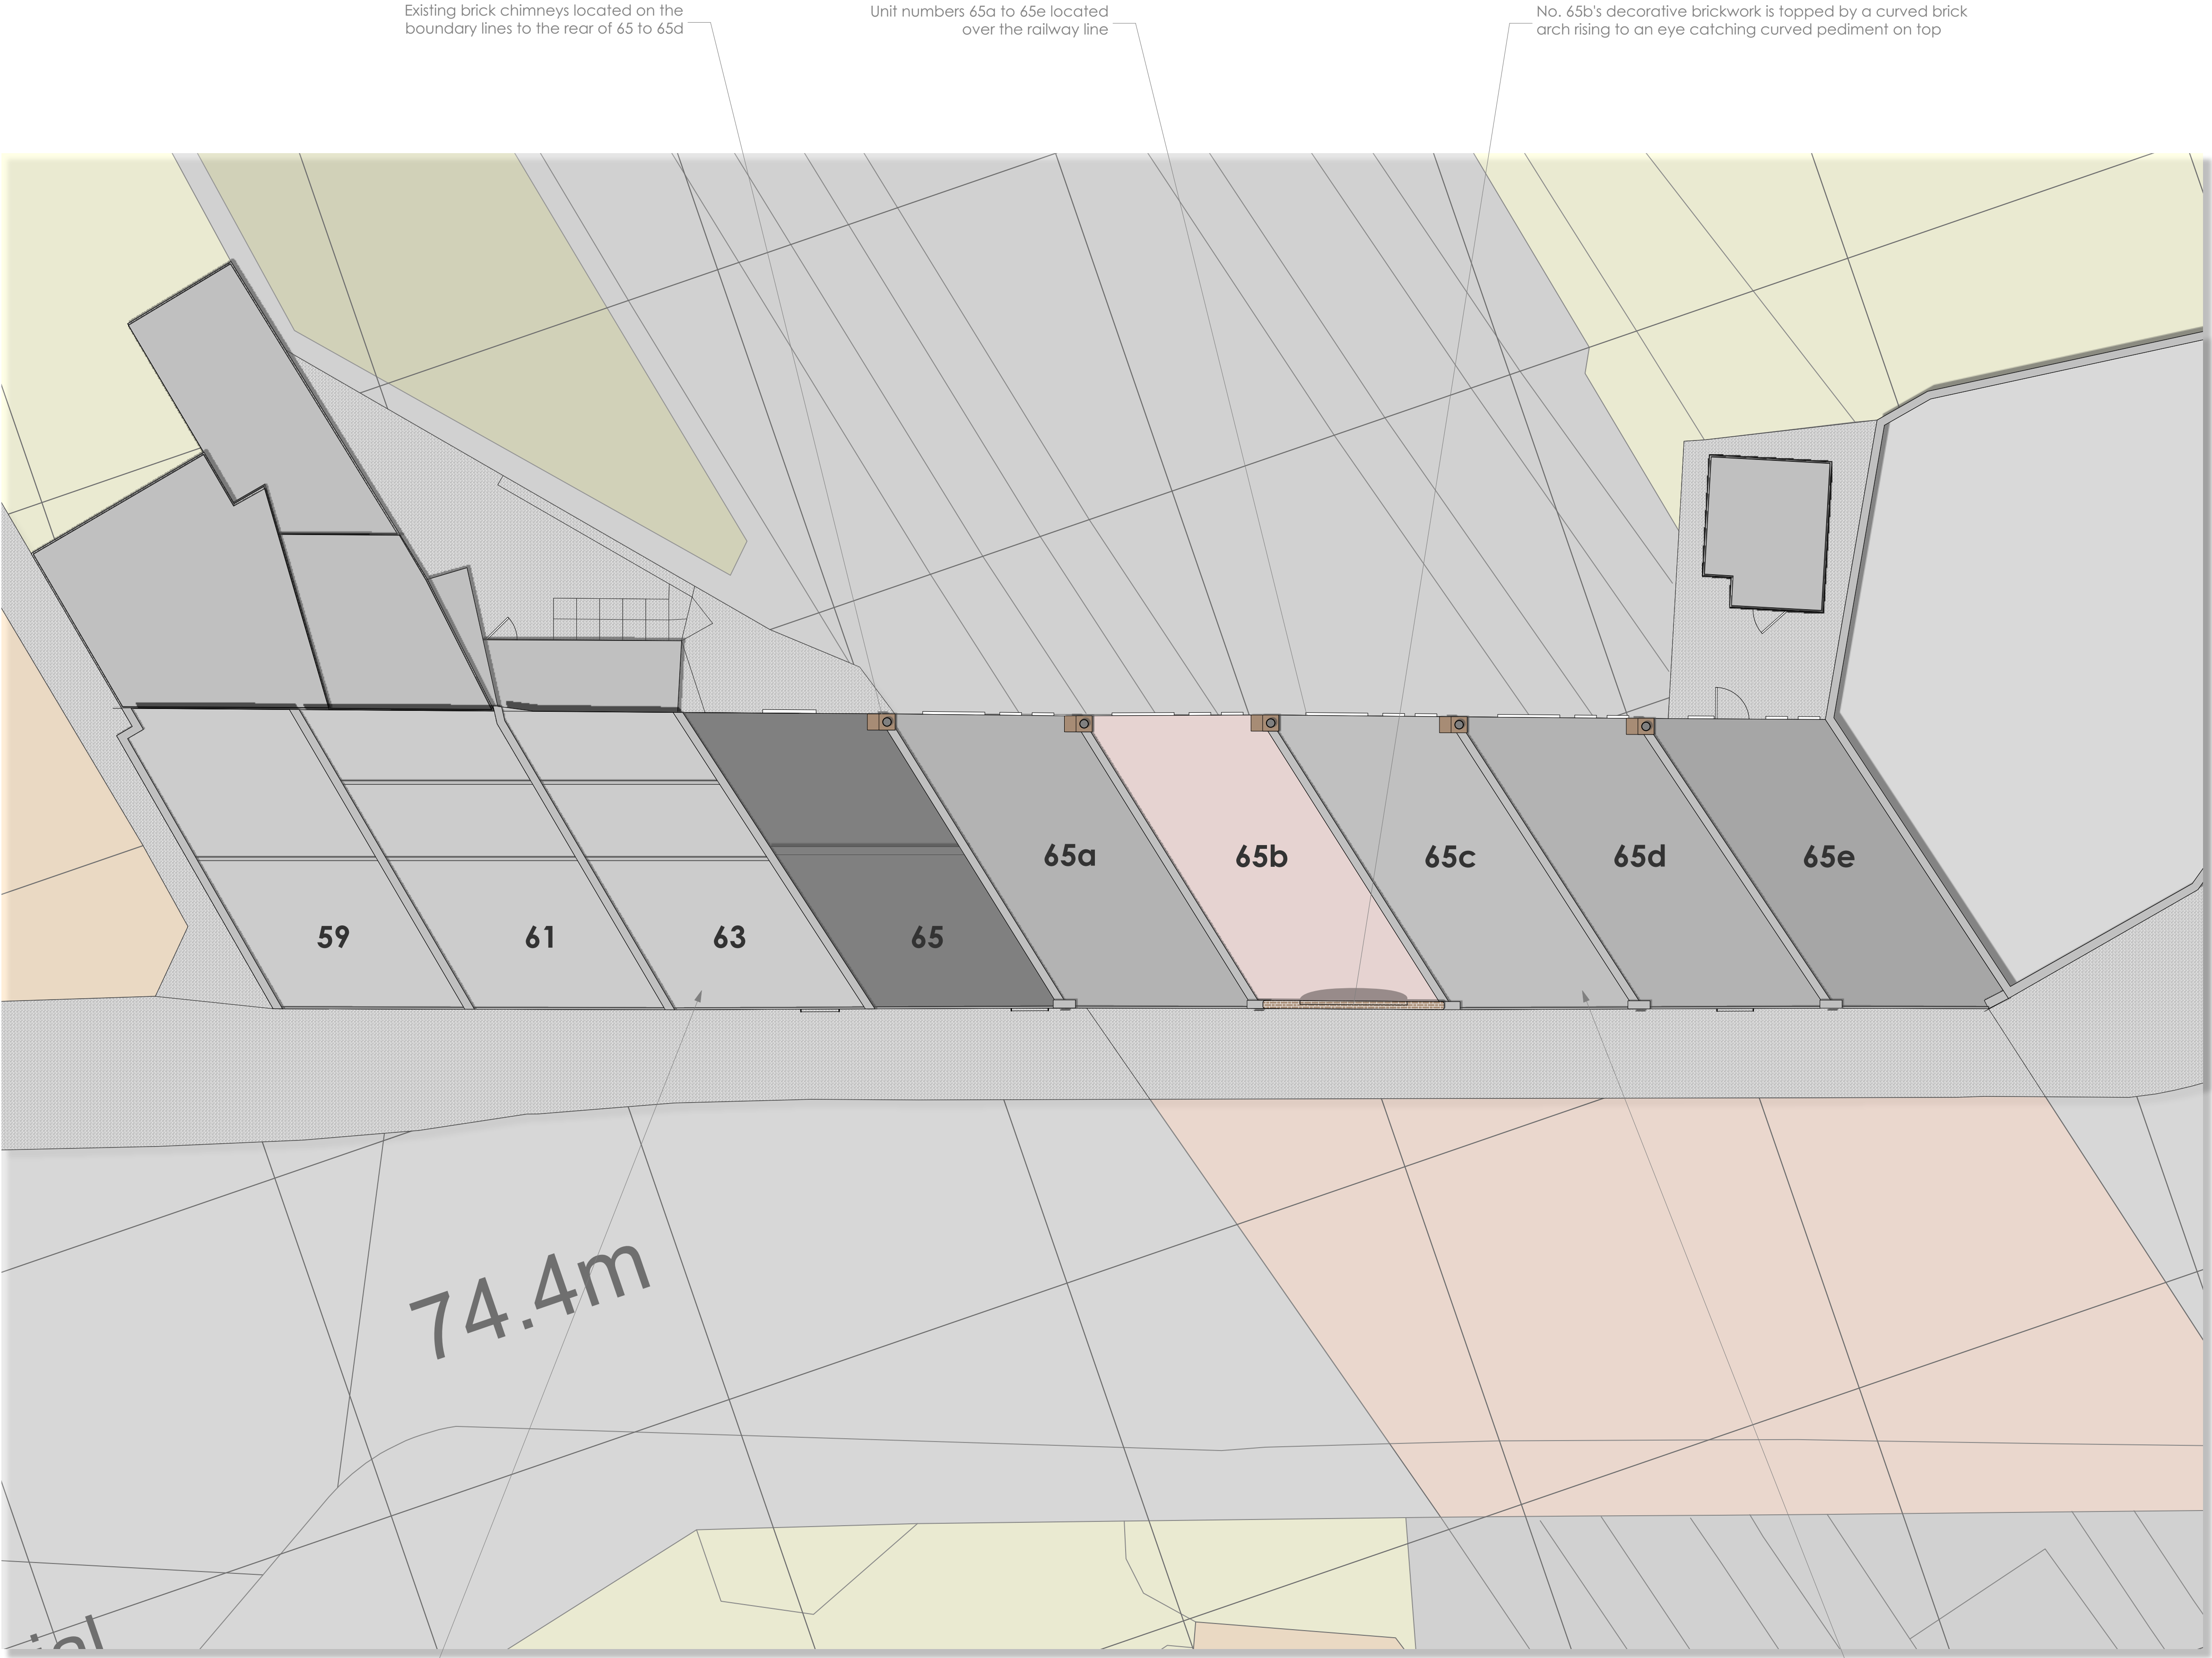 Existing brick chimneys located on the
boundary lines to the rear of 65 to 65d
Unit numbers 65a to 65e located
over the railway line
No. 65b's decorative brickwork is topped by a curved brick
arch rising to an eye catching curved pediment on top
65a
65b
65c
65d
65e
59
61
63
65
74.4m